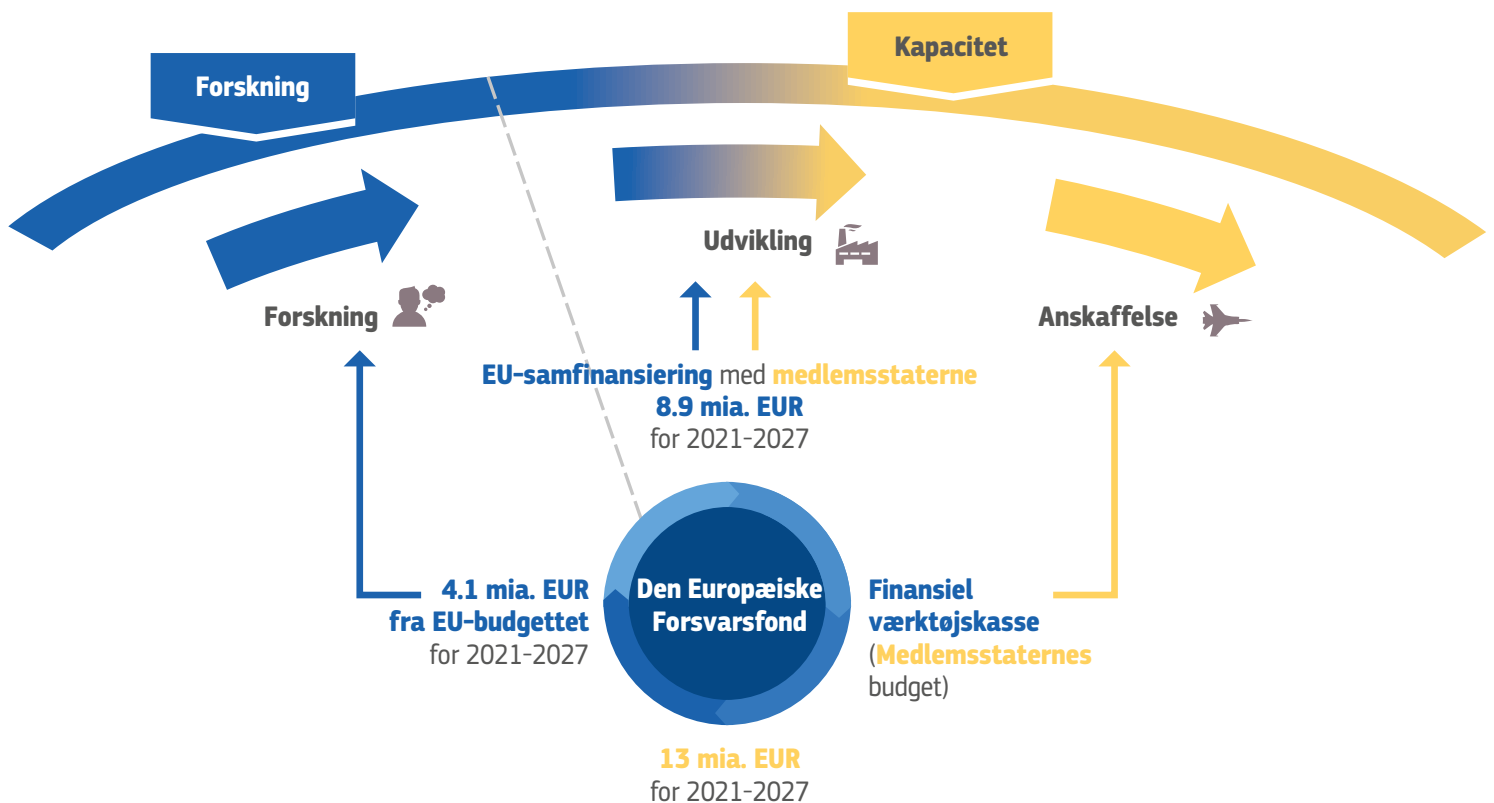 Forskning
Kapacitet
Udvikling
Forskning
Anskaffelse
EU-samfinansiering med medlemsstaterne
8.9 mia. EUR
for 2021-2027
4.1 mia. EUR
fra EU-budgettet
for 2021-2027
Den Europæiske
Forsvarsfond
Finansiel
værktøjskasse
(Medlemsstaternes
budget)
13 mia. EUR
for 2021-2027